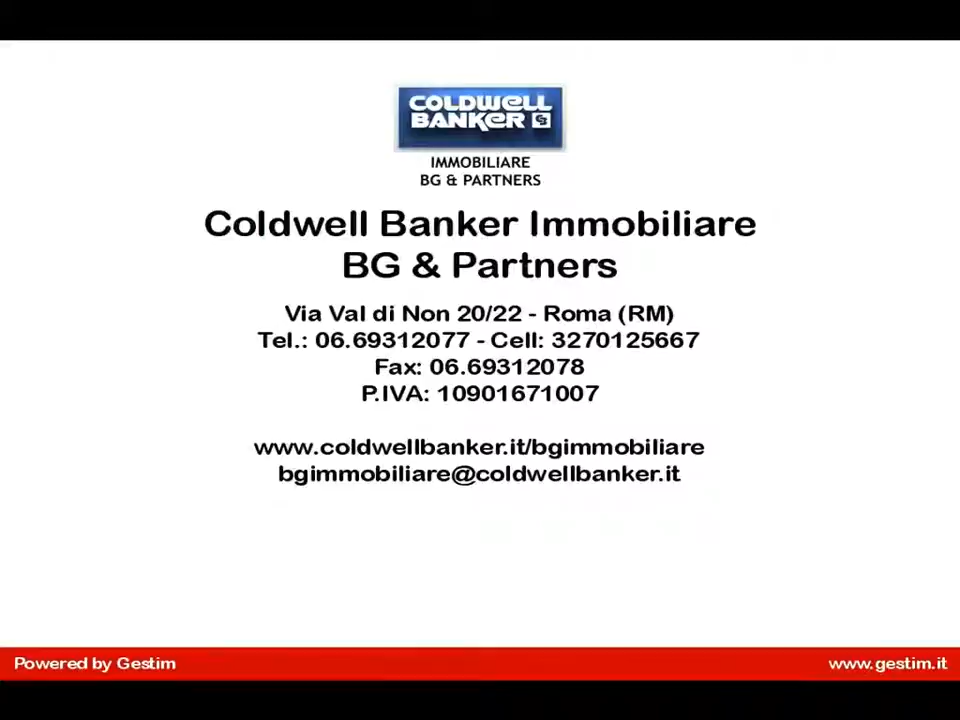 COLDWELL
BANKER CB
IMMOBILIARE
BG & PARTNERS
Coldwell Banker Immobiliare
BG & Partners
Via Val di Non 20/22 - Roma (RM)
Tel.: 06.69312077 - Cell: 3270125667
Fax: 06.69312078
P.IVA: 10901671007
www.coldwellbanker.it/bgimmobiliare
bgimmobiliare@coldwellbanker.it
Powered by Gestim www.gestim.it